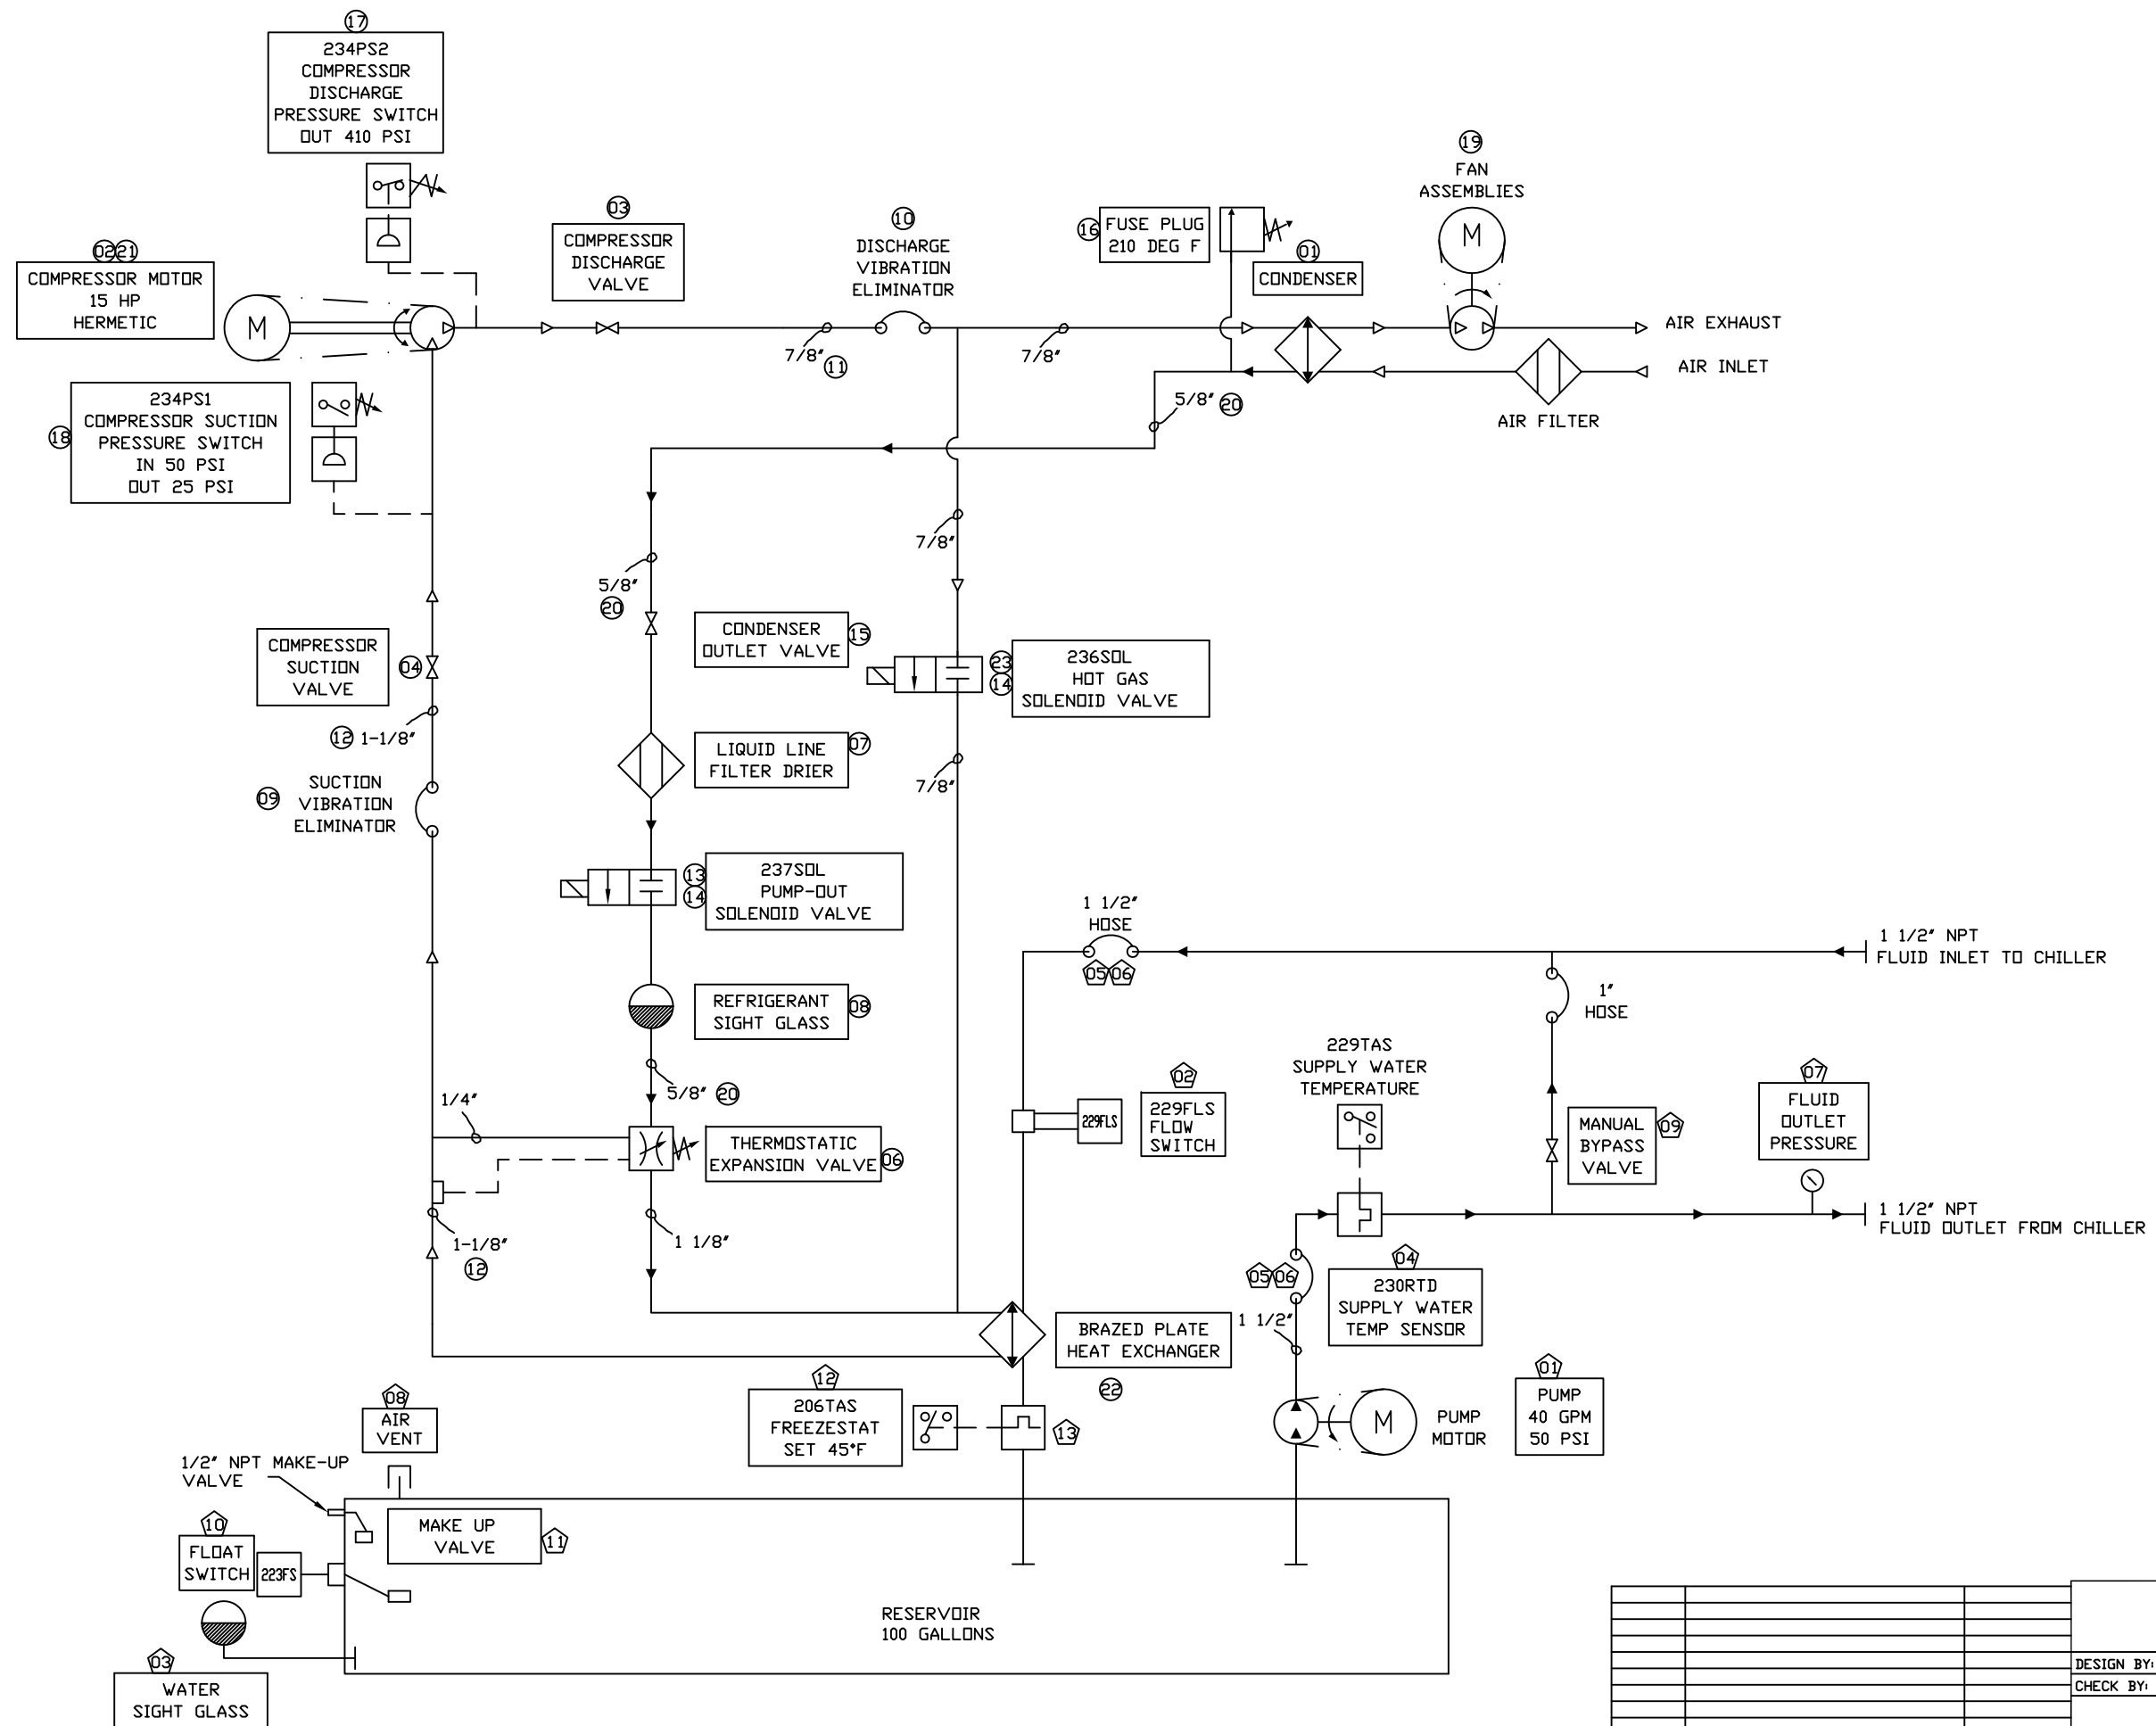 17
234PS2
COMPRESSOR
DISCHARGE
PRESSURE SWITCH
OUT 410 PSI
02 21
COMPRESSOR MOTOR
15 HP
HERMETIC
M
03
COMPRESSOR
DISCHARGE
VALVE
10
DISCHARGE
VIBRATION
ELIMINATOR
16
FUSE PLUG
210 DEG F
01
CONDENSER
19
FAN
ASSEMBLIES
M
AIR EXHAUST
AIR INLET
AIR FILTER
7/8"
11
7/8"
5/8"
20
18
234PS1
COMPRESSOR SUCTION
PRESSURE SWITCH
IN 50 PSI
OUT 25 PSI
7/8"
5/8"
20
COMPRESSOR
SUCTION
VALVE
04
CONDENSER
OUTLET VALVE
15
23
14
236SOL
HOT GAS
SOLENOID VALVE
12
1-1/8"
LIQUID LINE
FILTER DRIER
07
7/8"
09
SUCTION
VIBRATION
ELIMINATOR
13
14
237SOL
PUMP-OUT
SOLENOID VALVE
1 1/2"
HOSE
05 06
1 1/2" NPT
FLUID INLET TO CHILLER
REFRIGERANT
SIGHT GLASS
08
1"
HOSE
229TAS
SUPPLY WATER
TEMPERATURE
1/4"
5/8"
20
02
229FLS
229FLS
FLOW
SWITCH
MANUAL
BYPASS
VALVE
09
07
FLUID
OUTLET
PRESSURE
THERMOSTATIC
EXPANSION VALVE
06
1 1/2" NPT
FLUID OUTLET FROM CHILLER
1-1/8"
12
1 1/8"
05 06
04
230RTD
SUPPLY WATER
TEMP SENSOR
BRAZED PLATE
HEAT EXCHANGER
22
1 1/2"
12
206TAS
FREEZESTAT
SET 45°F
13
M
PUMP
MOTOR
01
PUMP
40 GPM
50 PSI
08
AIR
VENT
1/2" NPT MAKE-UP
VALVE
MAKE UP
VALVE
11
10
FLOAT
SWITCH
223FS
RESERVOIR
100 GALLONS
03
WATER
SIGHT GLASS
DESIGN BY:
CHECK BY: